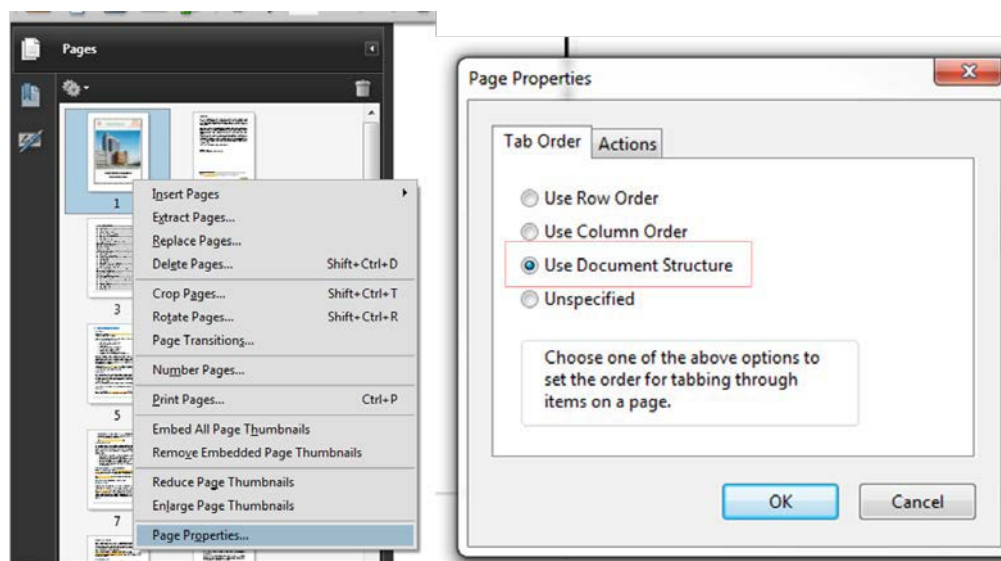 Pages
1
3
5
7
Insert Pages
Extract Pages...
Replace Pages...
Delete Pages... Shift+Ctrl+D
Crop Pages... Shift+Ctrl+T
Rotate Pages... Shift+Ctrl+R
Page Transitions...
Number Pages...
Print Pages... Ctrl+P
Embed All Page Thumbnails
Remove Embedded Page Thumbnails
Reduce Page Thumbnails
Enlarge Page Thumbnails
Page Properties...
Page Properties
Tab Order Actions
Use Row Order
Use Column Order
Use Document Structure
Unspecified
Choose one of the above options to
set the order for tabbing through
items on a page.
OK Cancel